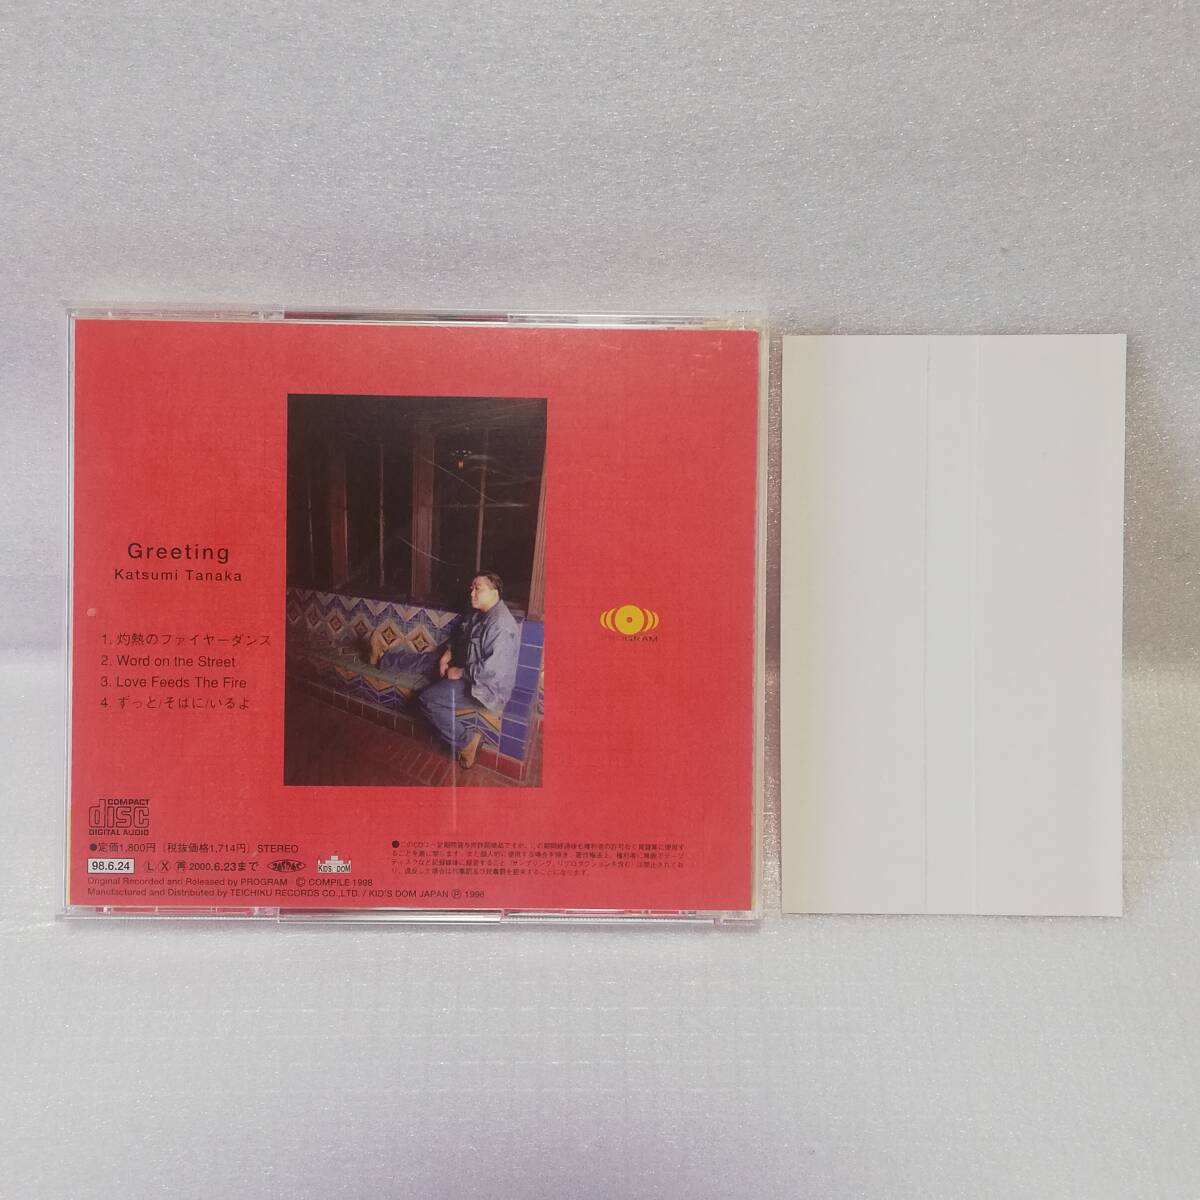 Greeting
Katsumi Tanaka
1. 灼熱のファイヤーダンス
2. Word on the Street
3. Love Feeds The Fire
4. ずっと/そばに/いるよ
PROGRAM
COMPACT
disc
DIGITAL AUDIO
●定価1,800円(税抜価格1,714円) STEREO
98.6.24 L X 再 2000.6.23まで
KID'S DOM
Original Recorded and Released by PROGRAM © COMPILE 1998
Manufactured and Distributed by TEICHIKU RECORDS CO.,LTD. / KID'S DOM JAPAN Ⓟ 1998